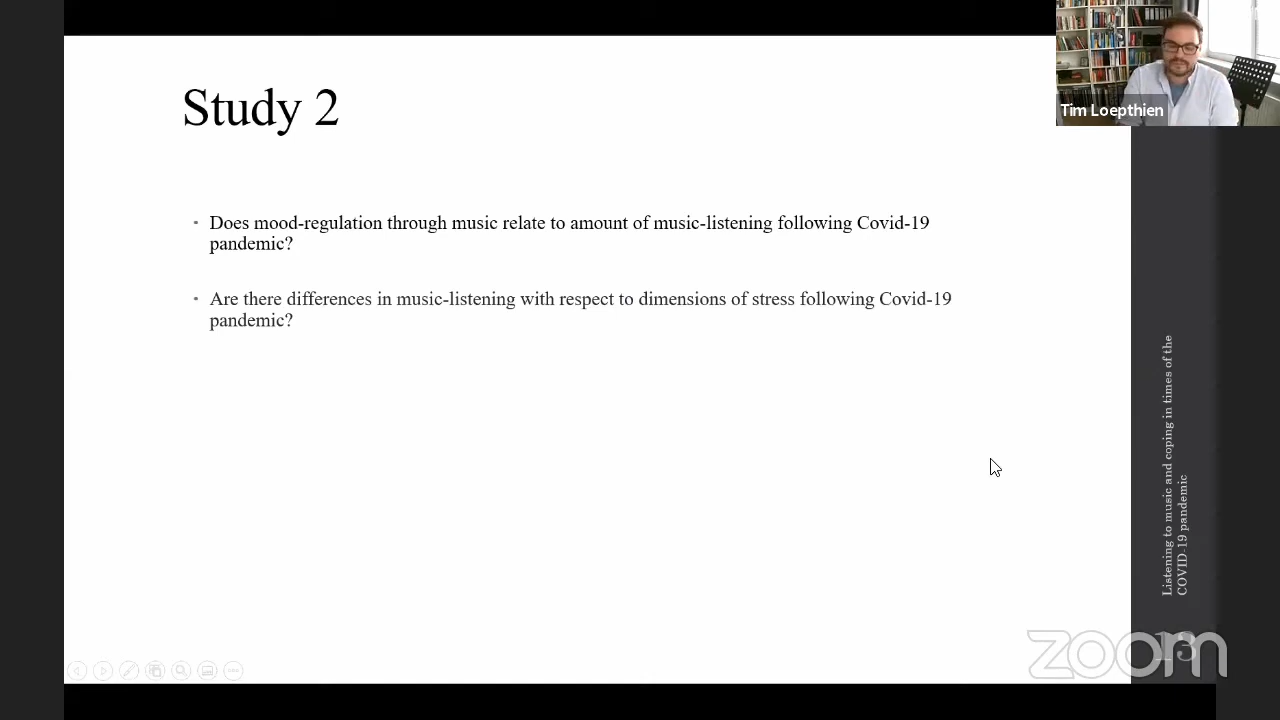 Study 2
Does mood-regulation through music relate to amount of music-listening following Covid-19
pandemic?
Are there differences in music-listening with respect to dimensions of stress following Covid-19
pandemic?
Tim Loepthien
Listening to music and coping in times of the
COVID-19 pandemic
13
zoom